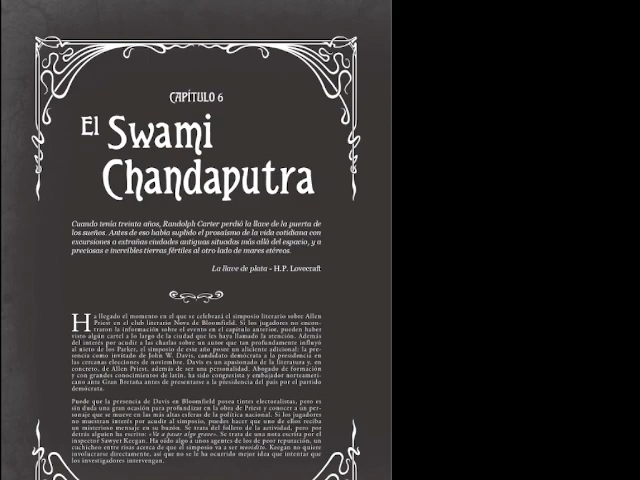 CAPÍTULO 6
El Swami
Chandaputra
Cuando tenía treinta años, Randolph Carter perdió la llave de la puerta de
los sueños. Antes de eso había suplido el prosaísmo de la vida cotidiana con
excursiones a extrañas ciudades antiguas situadas más allá del espacio, y a
preciosas e increíbles tierras fértiles al otro lado de mares etéreos.
La llave de plata - H.P. Lovecraft
Ha llegado el momento en el que se celebrará el simposio literario sobre Allen
Priest en el club literario Nova de Bloomfield. Si los jugadores no encon-
traron la información sobre el evento en el capítulo anterior, pueden haber
visto algún cartel a lo largo de la ciudad que les haya llamado la atención. Además
del interés por acudir a las charlas sobre un autor que tan profundamente influyó
al nieto de los Parker, el simposio de este año posee un aliciente adicional: la pre-
sencia como invitado de John W. Davis, candidato demócrata a la presidencia en
las cercanas elecciones de noviembre. Davis es un apasionado de la literatura y, en
concreto, de Allen Priest, además de ser una personalidad. Abogado de formación
y con grandes conocimientos de latín, ha sido congresista y embajador norteameri-
cano ante Gran Bretaña antes de presentarse a la presidencia del país por el partido
demócrata.
Puede que la presencia de Davis en Bloomfield posea tintes electoralistas, pero es
sin duda una gran ocasión para profundizar en la obra de Priest y conocer a un per-
sonaje que se mueve en las más altas esferas de la política nacional. Si los jugadores
no muestran interés por acudir al simposio, puedes hacer que uno de ellos reciba
un misterioso mensaje en su buzón. Se trata del folleto de la actividad, pero por
detrás alguien ha escrito: «Va a pasar algo gordo». Se trata de una nota escrita por el
inspector Sawyer Keegan. Ha oído algo a unos agentes de los de peor reputación, un
cuchicheo entre risas acerca de que el simposio va a ser movidito. Keegan no quiere
involucrarse directamente, así que no se le ha ocurrido mejor idea que intentar que
los investigadores intervengan.